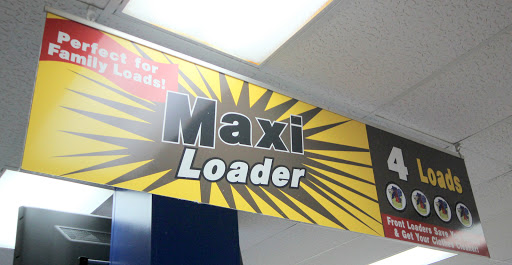 Perfect for
Family Loads!
Maxi
Loader
4 Loads
Front Loaders Save
& Get Your Clothes